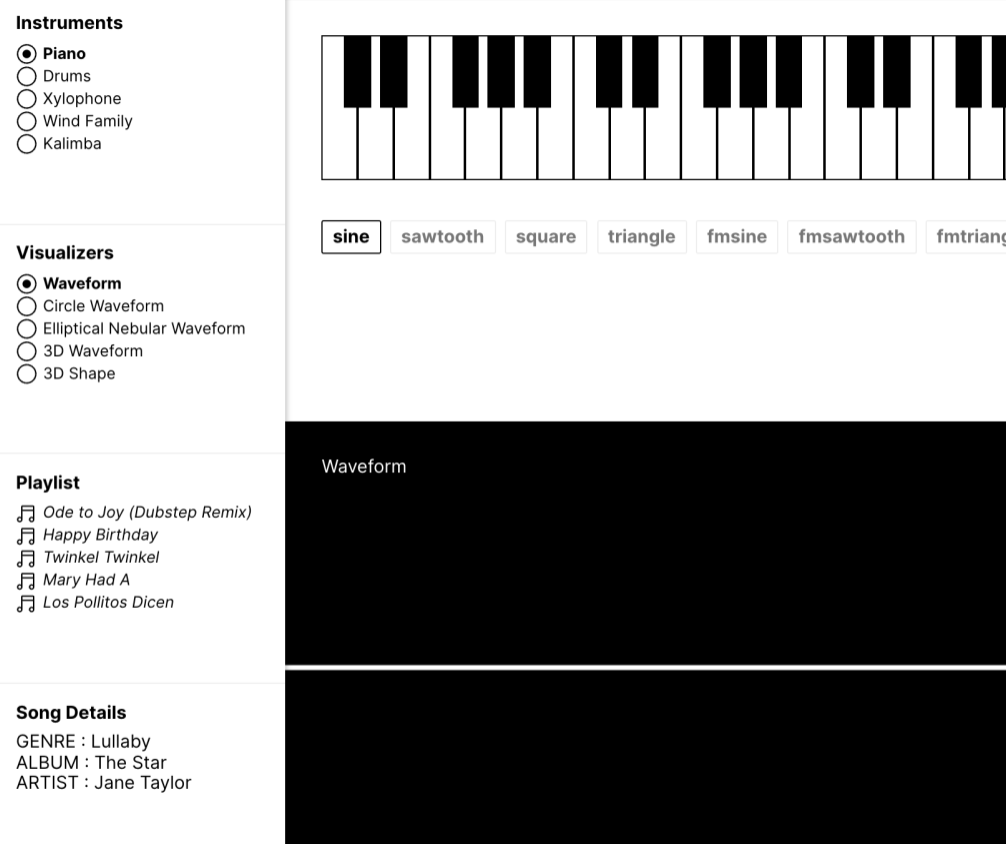 Instruments
Piano
Drums
Xylophone
Wind Family
Kalimba
Visualizers
Waveform
Circle Waveform
Elliptical Nebular Waveform
3D Waveform
3D Shape
Playlist
Ode to Joy (Dubstep Remix)
Happy Birthday
Twinkel Twinkel
Mary Had A
Los Pollitos Dicen
Song Details
GENRE : Lullaby
ALBUM : The Star
ARTIST : Jane Taylor
sine sawtooth square triangle fmsine fmsawtooth fmtriang
Waveform